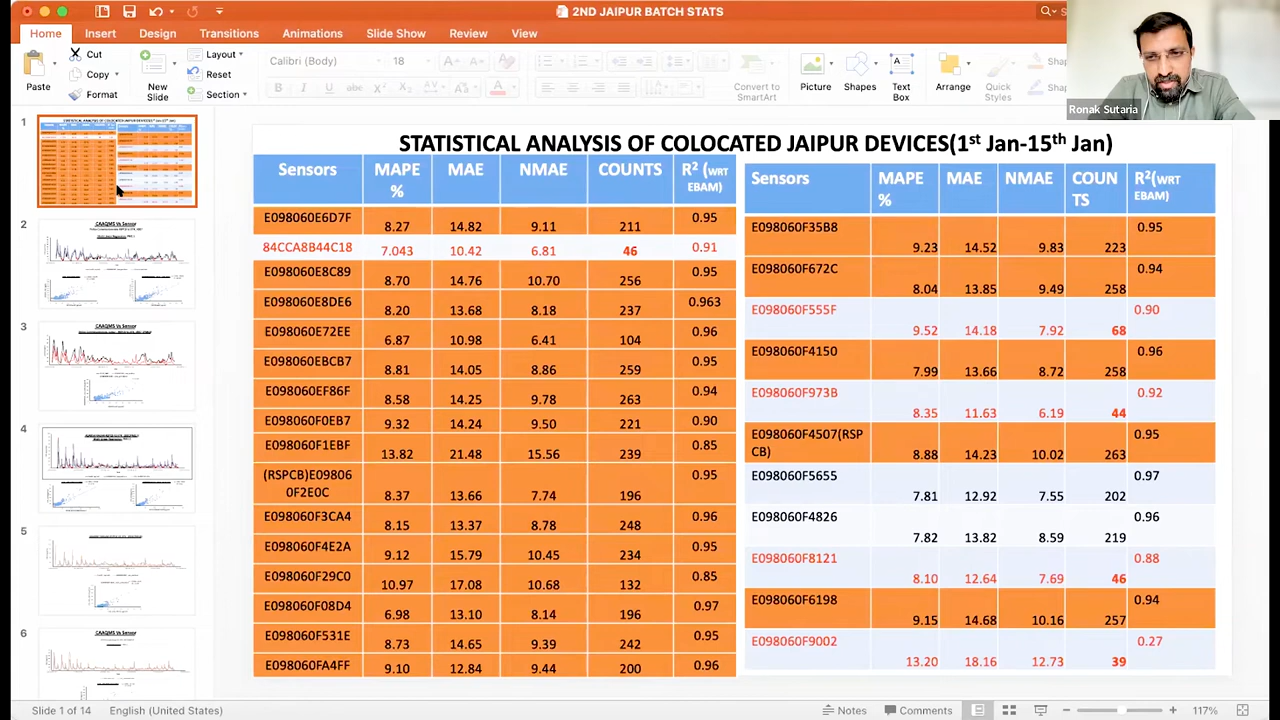 2ND JAIPUR BATCH STATS
Home Insert Design Transitions Animations Slide Show Review View
Paste
Cut
Copy
Format
New Slide
Layout
Reset
Section
Calibri (Body) 18
Convert to SmartArt
Picture
Shapes
Text Box
Arrange
Quick Styles
Ronak Sutaria
1
2
3
4
5
6
CAAQMS Vs Sensor
CAAQMS Vs Sensor
CAAQMS Vs Sensor
STATISTICAL ANALYSIS OF COLOCATED JAIPUR DEVICES(1st Jan-15th Jan)
Sensors MAPE % MAE NMAE COUNTS R² (WRT EBAM)
E098060E6D7F 8.27 14.82 9.11 211 0.95
84CCA8B44C18 7.043 10.42 6.81 46 0.91
E098060E8C89 8.70 14.76 10.70 256 0.95
E098060E8DE6 8.20 13.68 8.18 237 0.963
E098060E72EE 6.87 10.98 6.41 104 0.96
E098060EBCB7 8.81 14.05 8.86 259 0.95
E098060EF86F 8.58 14.25 9.78 263 0.94
E098060F0EB7 9.32 14.24 9.50 221 0.90
E098060F1EBF 13.82 21.48 15.56 239 0.85
(RSPCB)E098060F2E0C 8.37 13.66 7.74 196 0.95
E098060F3CA4 8.15 13.37 8.78 248 0.96
E098060F4E2A 9.12 15.79 10.45 234 0.95
E098060F29C0 10.97 17.08 10.68 132 0.85
E098060F08D4 6.98 13.10 8.14 196 0.97
E098060F531E 8.73 14.65 9.39 242 0.95
E098060FA4FF 9.10 12.84 9.44 200 0.96
Sensors MAPE % MAE NMAE COUNTS R²(WRT EBAM)
E098060F35B8 9.23 14.52 9.83 223 0.95
E098060F672C 8.04 13.85 9.49 258 0.94
E098060F555F 9.52 14.18 7.92 68 0.90
E098060F4150 7.99 13.66 8.72 258 0.96
E098060F973B 8.35 11.63 6.19 44 0.92
E098060F4507(RSPCB) 8.88 14.23 10.02 263 0.95
E098060F5655 7.81 12.92 7.55 202 0.97
E098060F4826 7.82 13.82 8.59 219 0.96
E098060F8121 8.10 12.64 7.69 46 0.88
E098060F6198 9.15 14.68 10.16 257 0.94
E098060F9002 13.20 18.16 12.73 39 0.27
Slide 1 of 14 English (United States) Notes Comments 117%